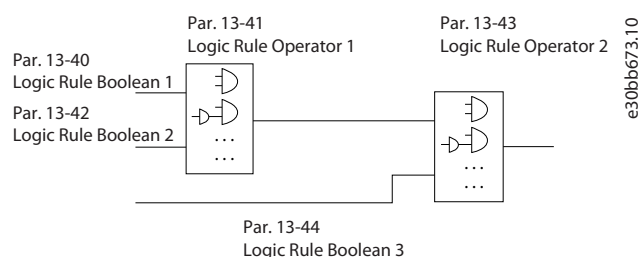 Par. 13-41
Logic Rule Operator 1
Par. 13-43
Logic Rule Operator 2
Par. 13-40
Logic Rule Boolean 1
Par. 13-42
Logic Rule Boolean 2
... 
...
...
...
Par. 13-44
Logic Rule Boolean 3
e30bb673.10